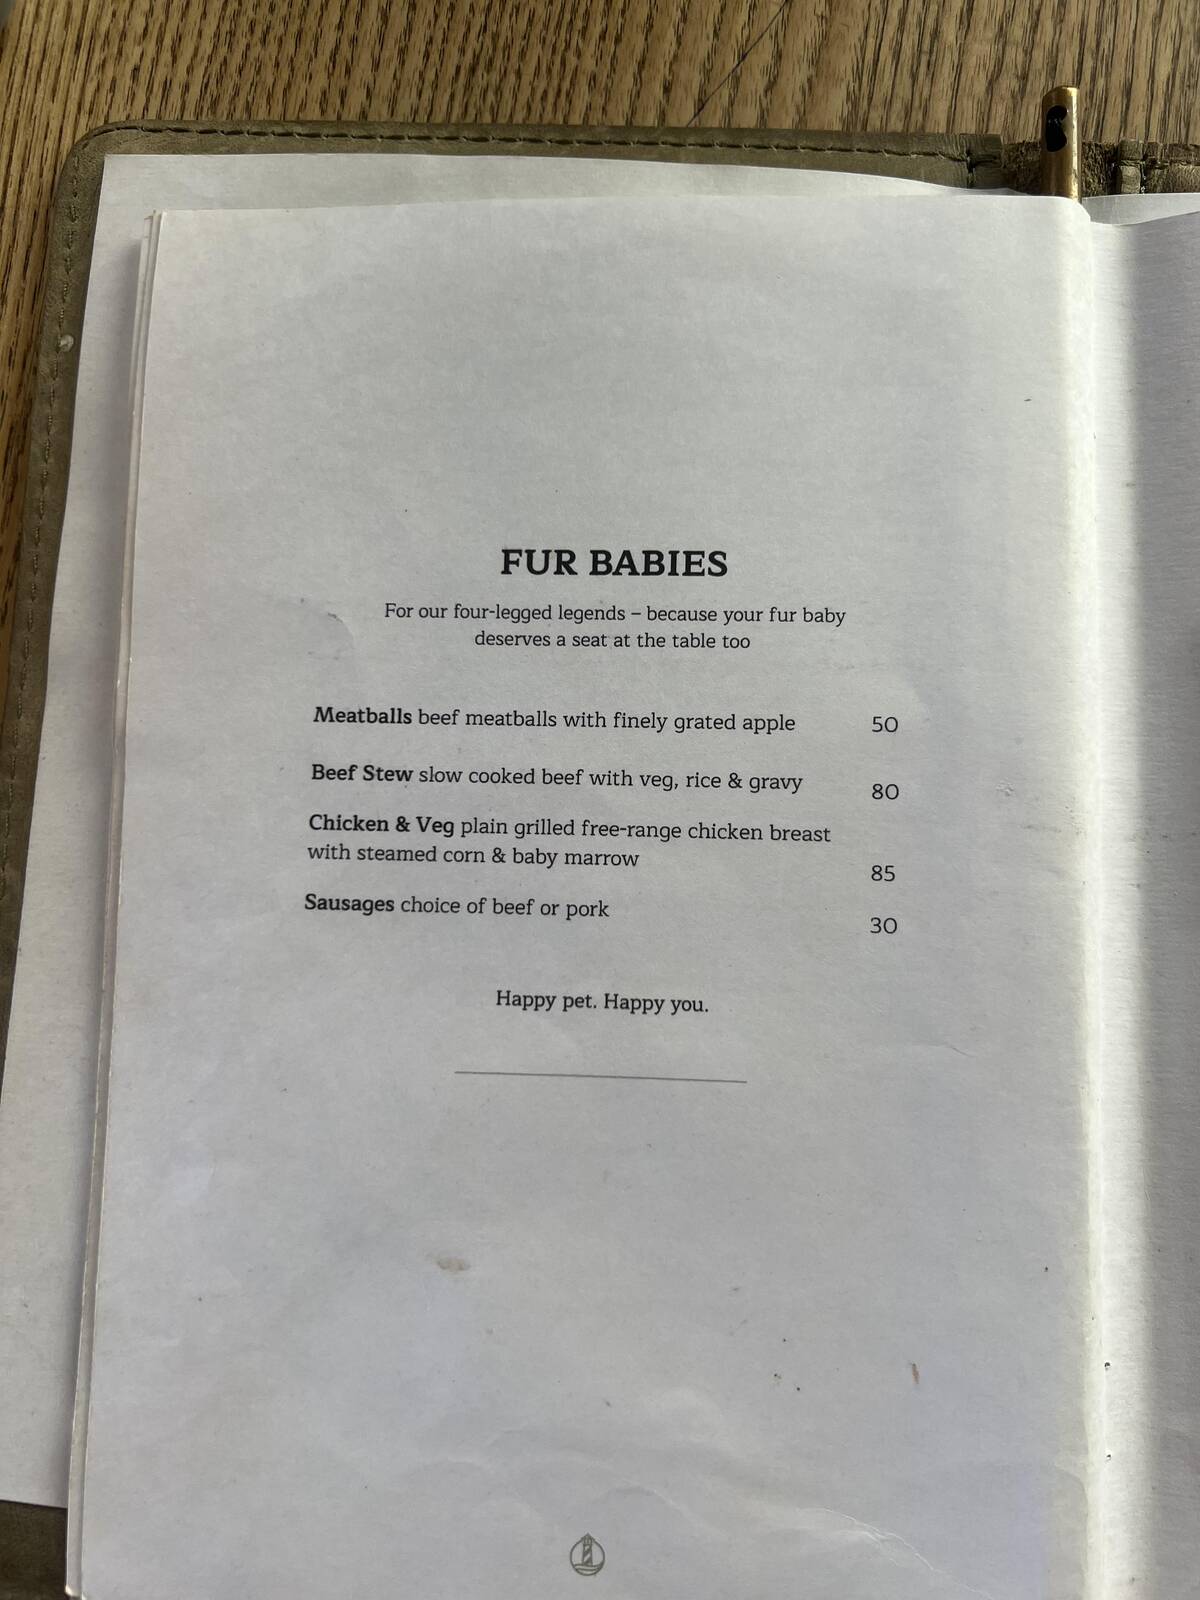 FUR BABIES
For our four-legged legends – because your fur baby
deserves a seat at the table too
Meatballs beef meatballs with finely grated apple 50
Beef Stew slow cooked beef with veg, rice & gravy 80
Chicken & Veg plain grilled free-range chicken breast
with steamed corn & baby marrow 85
Sausages choice of beef or pork 30
Happy pet. Happy you.